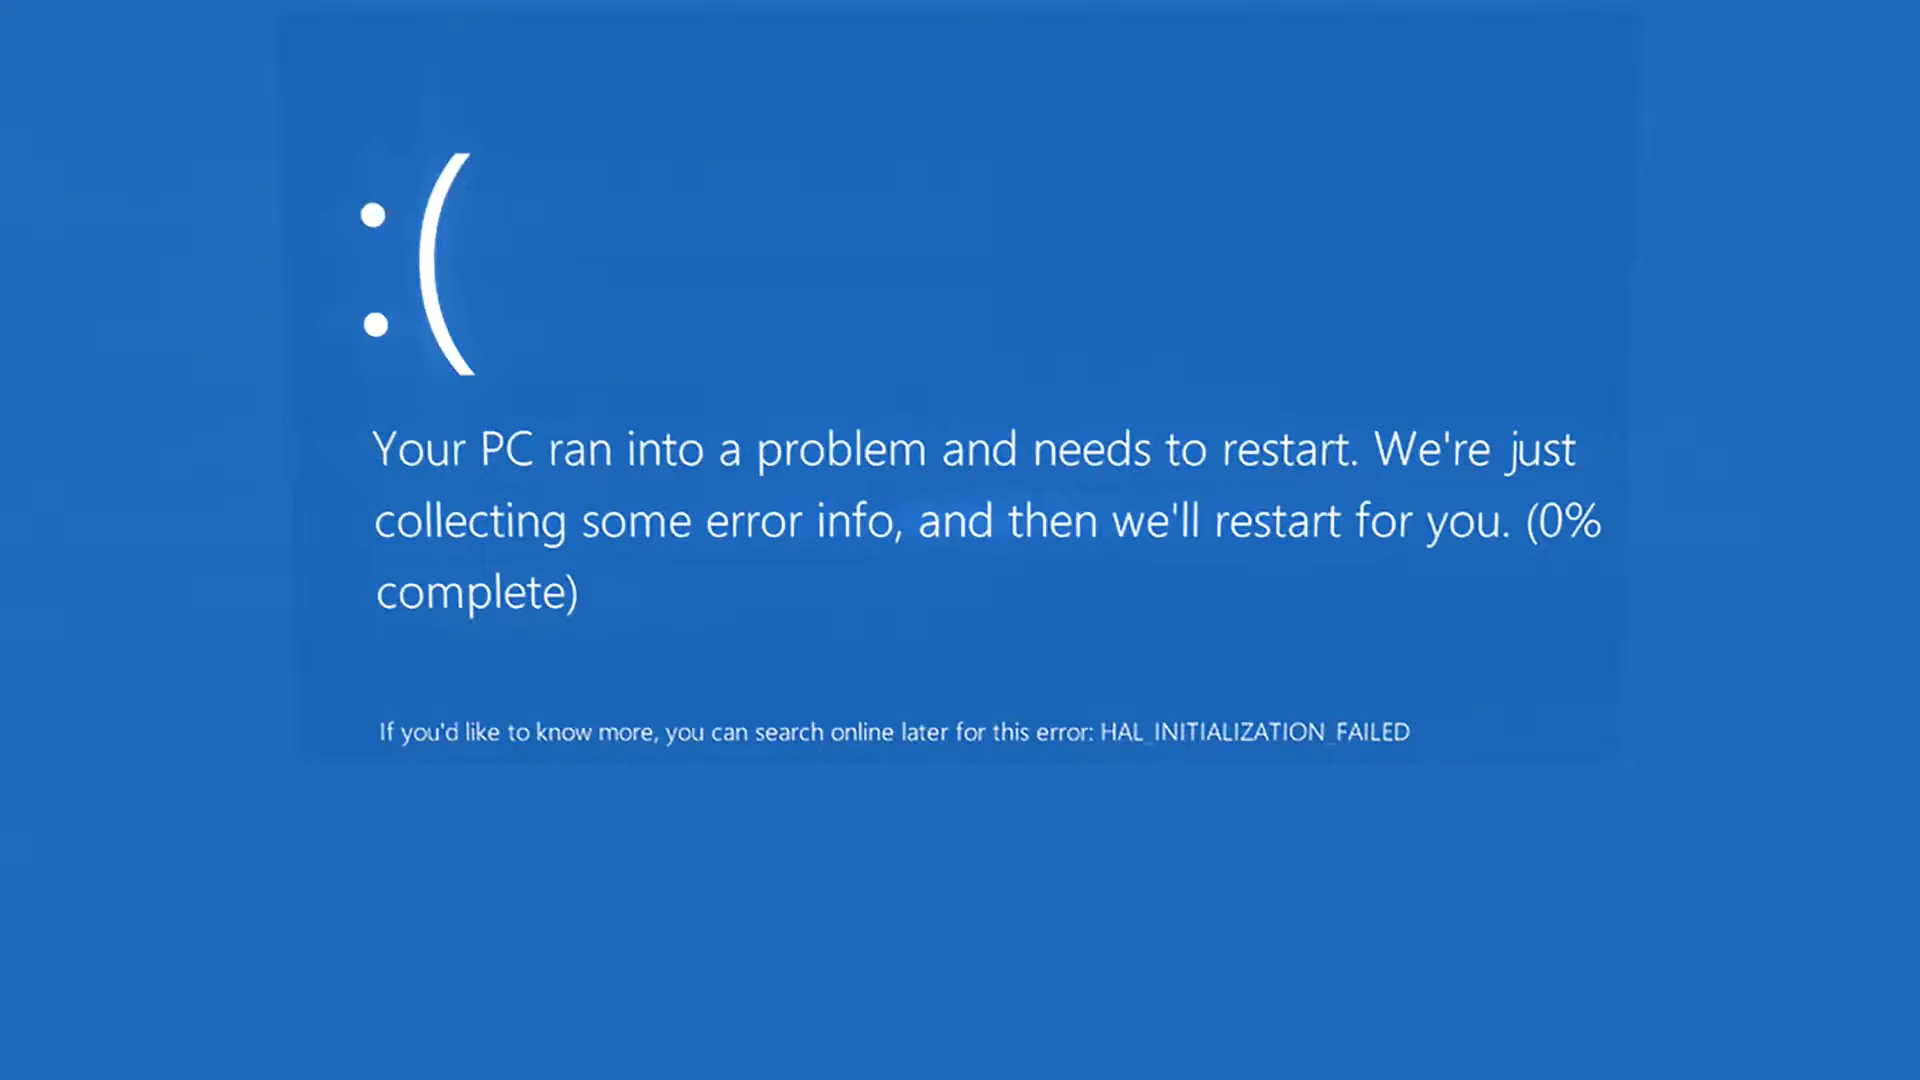 :(
Your PC ran into a problem and needs to restart. We're just
collecting some error info, and then we'll restart for you. (0%
complete)
If you'd like to know more, you can search online later for this error: HAL_INITIALIZATION_FAILED